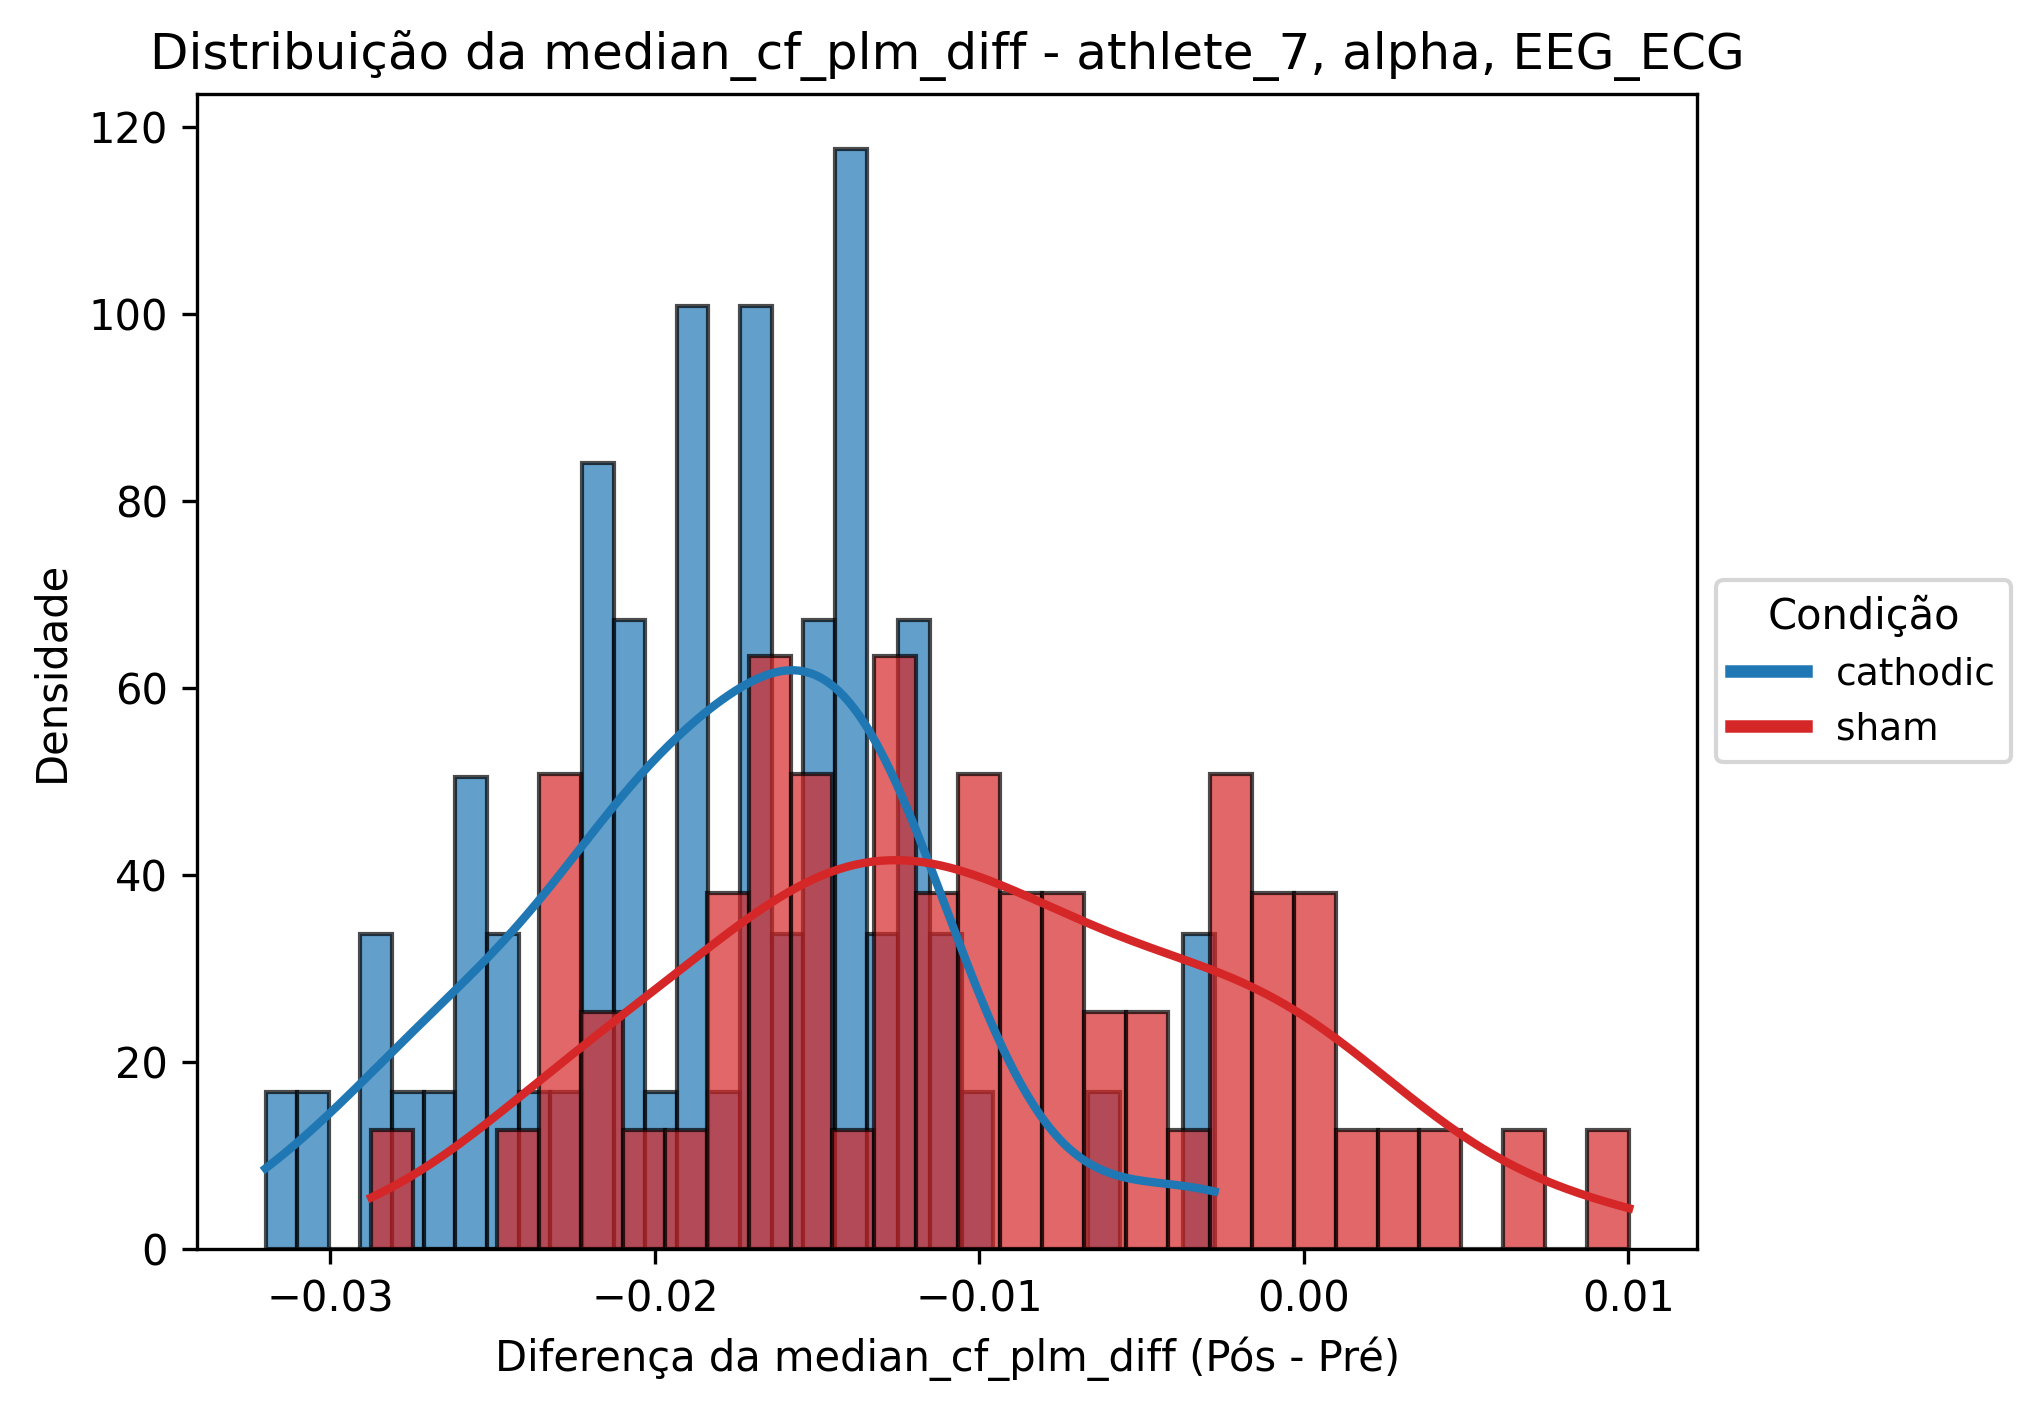 Distribuição da median_cf_plm_diff - athlete_7, alpha, EEG_ECG
120
100
80
60
40
20
0
Densidade
−0.03
−0.02
−0.01
0.00
0.01
Diferença da median_cf_plm_diff (Pós - Pré)
Condição
cathodic
sham